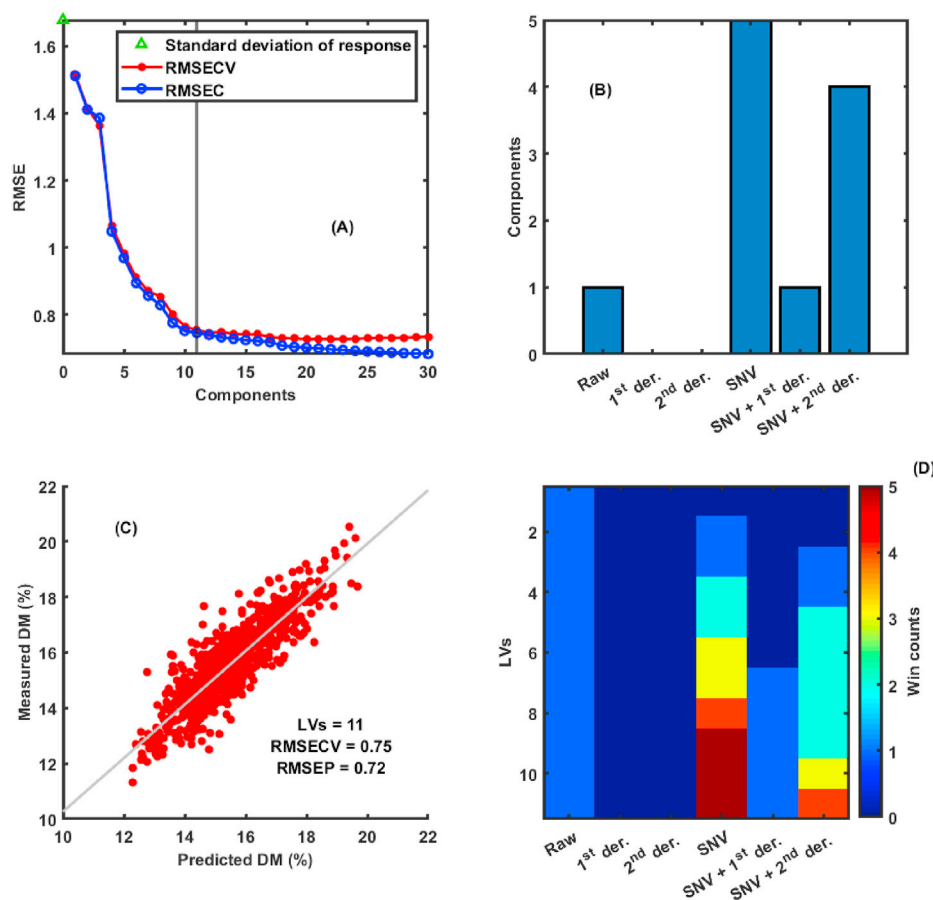 Standard deviation of response
RMSECV
RMSEC
(A)
RMSE
1.6
1.4
1.2
1
0.8
0 5 10 15 20 25 30
Components
(B)
Components
5
4
3
2
1
0
Raw
1st der.
2nd der.
SNV
SNV + 1st der.
SNV + 2nd der.
(C)
Measured DM (%)
22
20
18
16
14
12
10
LVs = 11
RMSECV = 0.75
RMSEP = 0.72
10 12 14 16 18 20 22
Predicted DM (%)
(D)
LVs
2
4
6
8
10
Raw
1st der.
2nd der.
SNV
SNV + 1st der.
SNV + 2nd der.
5
4
3
2
1
0
Win counts